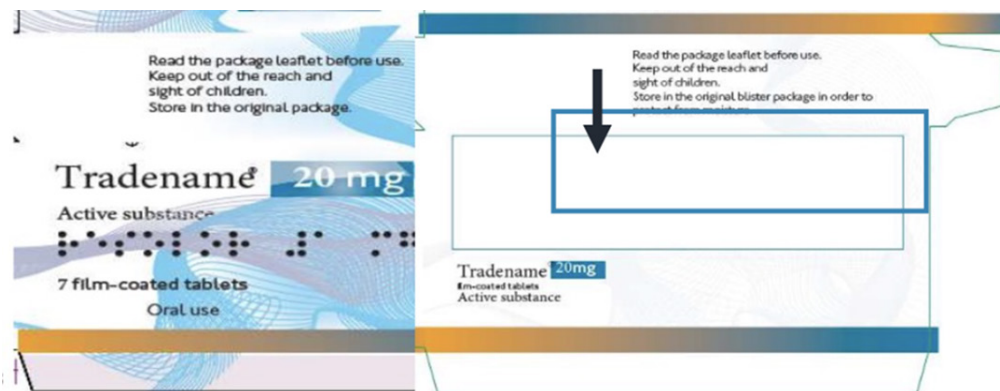 Read the package leaflet before use.
Keep out of the reach and
sight of children.
Store in the original package.
Tradename® 20 mg
Active substance
7 film-coated tablets
Oral use
Read the package leaflet before use.
Keep out of the reach and
sight of children.
Store in the original blister package in order to
protect from moisture.
Tradename® 20mg
film-coated tablets
Active substance